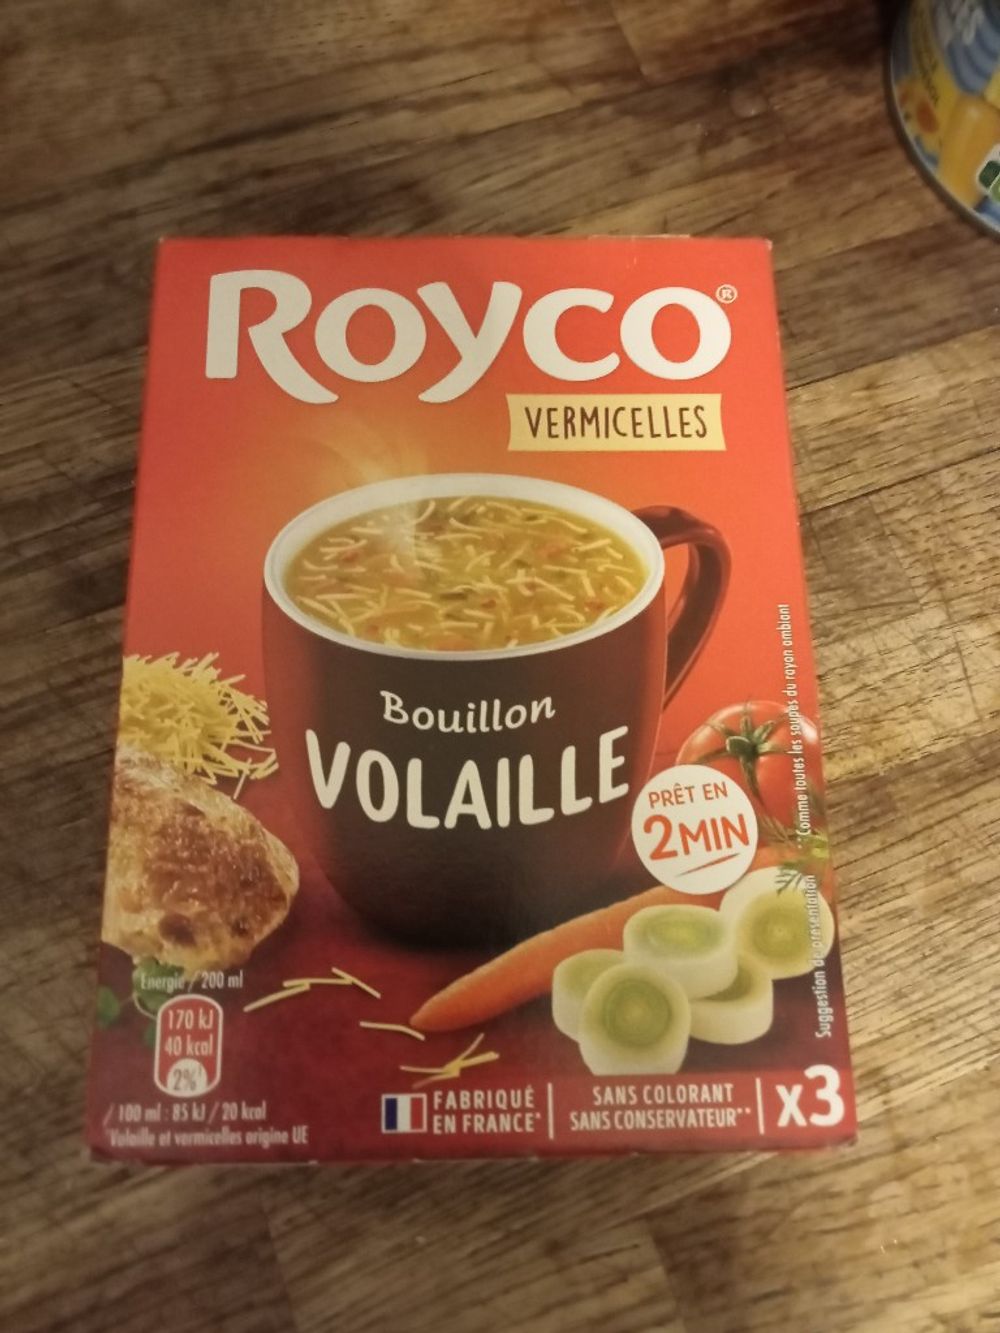 ROYCO®
VERMICELLES
Bouillon
VOLAILLE
PRÊT EN
2 MIN
Energie / 200 ml
170 kJ
40 kcal
2%
/ 100 ml : 85 kJ / 20 kcal
*Volaille et vermicelles origine UE
FABRIQUÉ
EN FRANCE*
SANS COLORANT
SANS CONSERVATEUR**
x3
Suggestion de présentation **Comme toutes les soupes du rayon ambiant